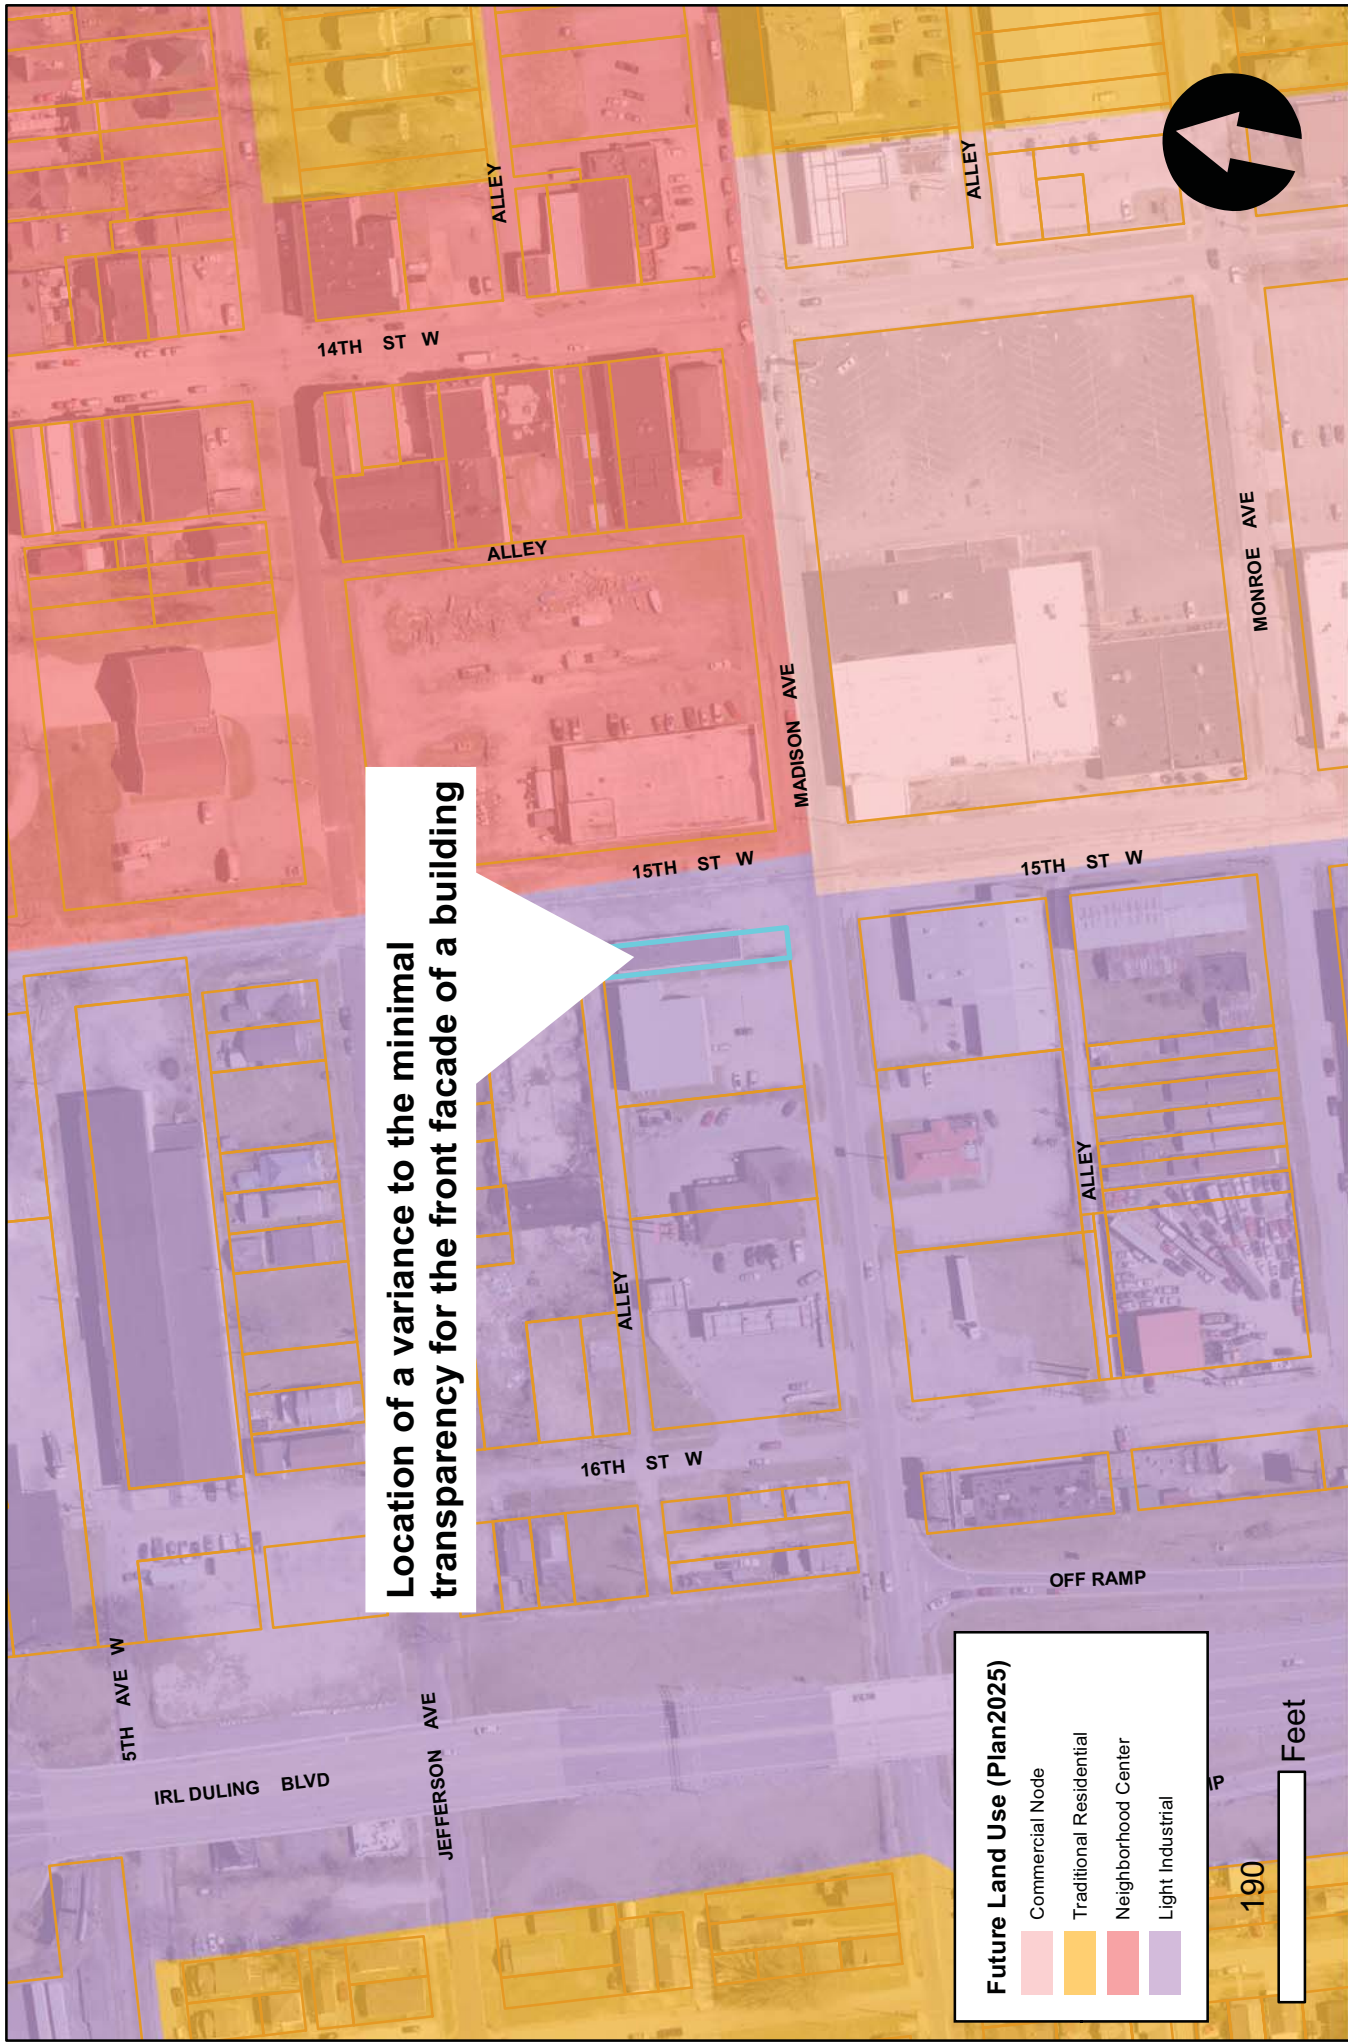 Location of a variance to the minimal
transparency for the front facade of a building
ALLEY
ALLEY
14TH ST W
ALLEY
MONROE AVE
MADISON AVE
15TH ST W
15TH ST W
ALLEY
ALLEY
16TH ST W
OFF RAMP
5TH AVE W
JEFFERSON AVE
IRL DULING BLVD
Future Land Use (Plan2025)
Commercial Node
Traditional Residential
Neighborhood Center
Light Industrial
190
Feet